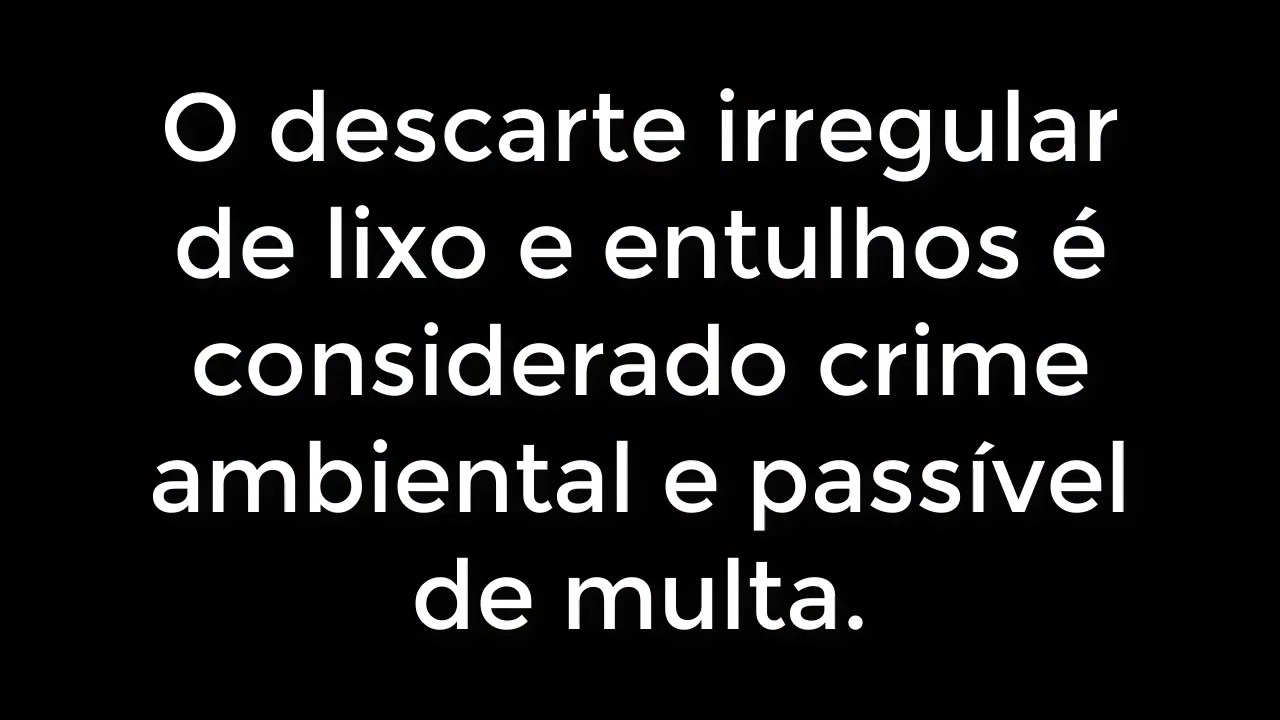 O descarte irregular
de lixo e entulhos é
considerado crime
ambiental e passível
de multa.